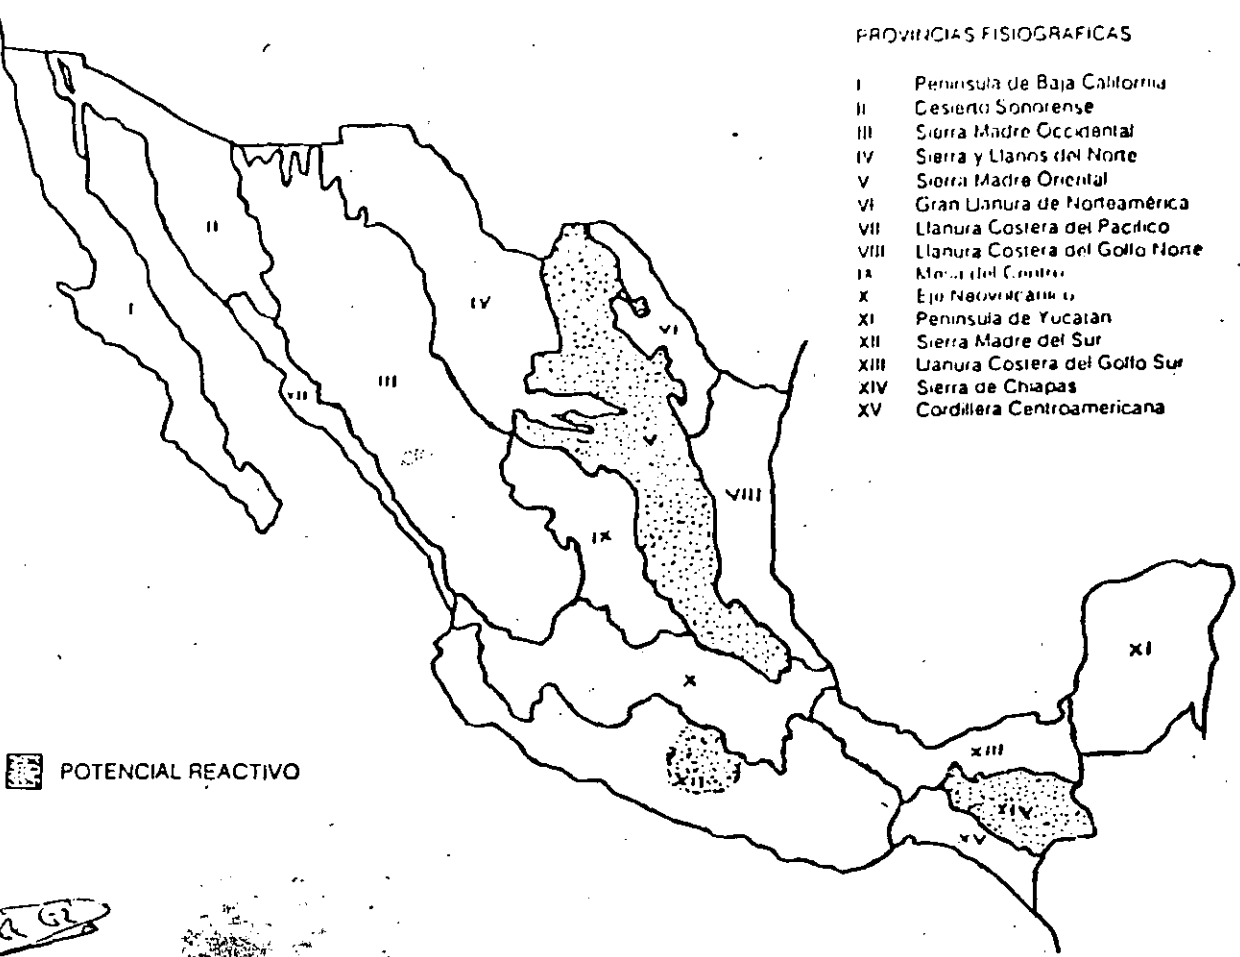 PROVINCIAS FISIOGRAFICAS
I Peninsula de Baja California
II Desierto Sonorense
III Sierra Madre Occidental
IV Sierra y Llanos del Norte
V Sierra Madre Oriental
VI Gran Llanura de Norteamérica
VII Llanura Costera del Pacifico
VIII Llanura Costera del Golfo Norte
IX Mesa del Centro
X Eje Neovolcanico
XI Peninsula de Yucatan
XII Sierra Madre del Sur
XIII Llanura Costera del Golfo Sur
XIV Sierra de Chiapas
XV Cordillera Centroamericana
II
I
IV
VI
III
VII
V
VIII
IX
XI
X
XIII
XII
XIV
XV
POTENCIAL REACTIVO